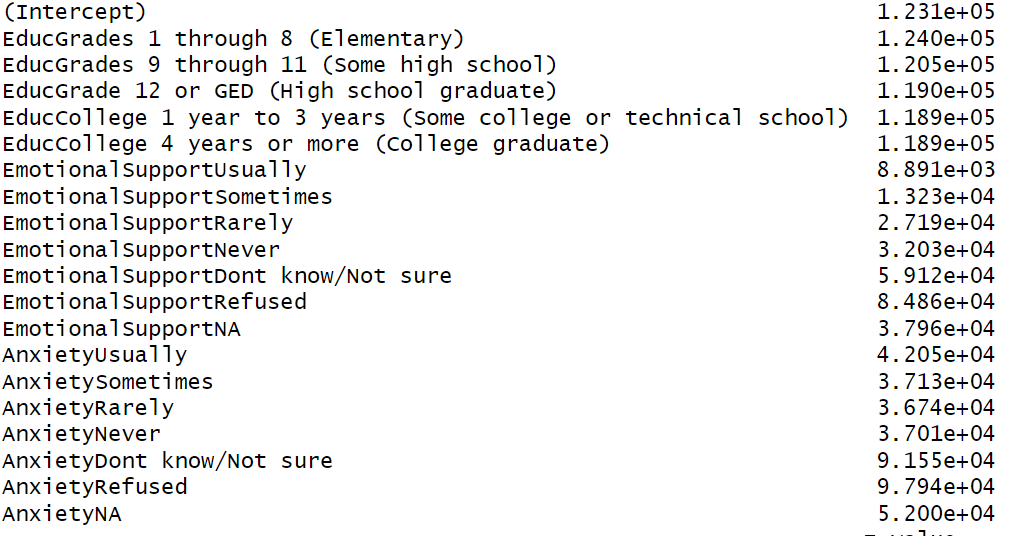 (Intercept) 1.231e+05
EducGrades 1 through 8 (Elementary) 1.240e+05
EducGrades 9 through 11 (Some high school) 1.205e+05
EducGrade 12 or GED (High school graduate) 1.190e+05
EducCollege 1 year to 3 years (Some college or technical school) 1.189e+05
EducCollege 4 years or more (College graduate) 1.189e+05
EmotionalSupportUsually 8.891e+03
EmotionalSupportSometimes 1.323e+04
EmotionalSupportRarely 2.719e+04
EmotionalSupportNever 3.203e+04
EmotionalSupportDont know/Not sure 5.912e+04
EmotionalSupportRefused 8.486e+04
EmotionalSupportNA 3.796e+04
AnxietyUsually 4.205e+04
AnxietySometimes 3.713e+04
AnxietyRarely 3.674e+04
AnxietyNever 3.701e+04
AnxietyDont know/Not sure 9.155e+04
AnxietyRefused 9.794e+04
AnxietyNA 5.200e+04